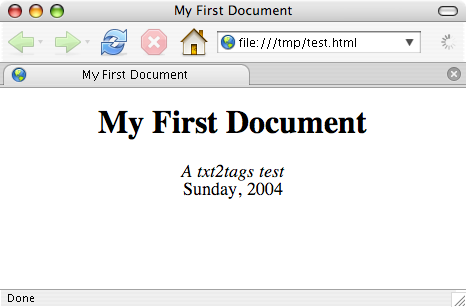 My First Document
file:///tmp/test.html
My First Document
My First Document
A txt2tags test
Sunday, 2004
Done